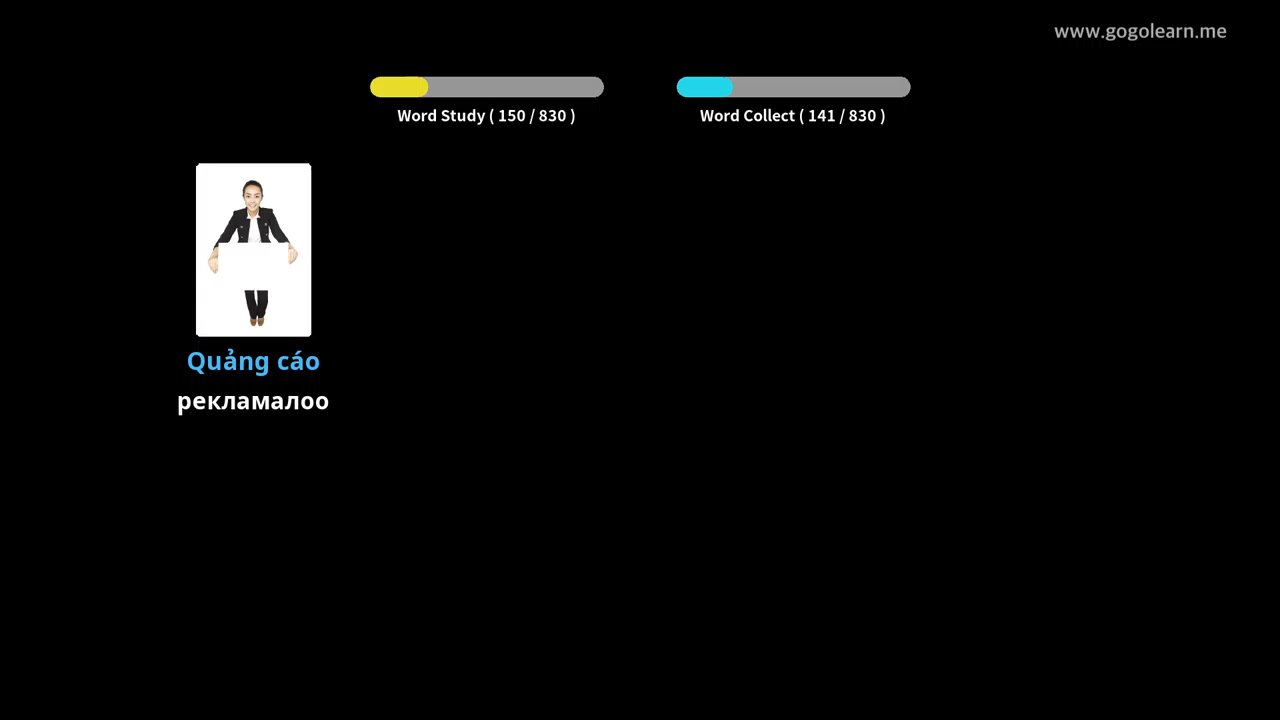 www.gogolearn.me
Word Study ( 150 / 830 )
Word Collect ( 141 / 830 )
Quảng cáo
рекламалоо